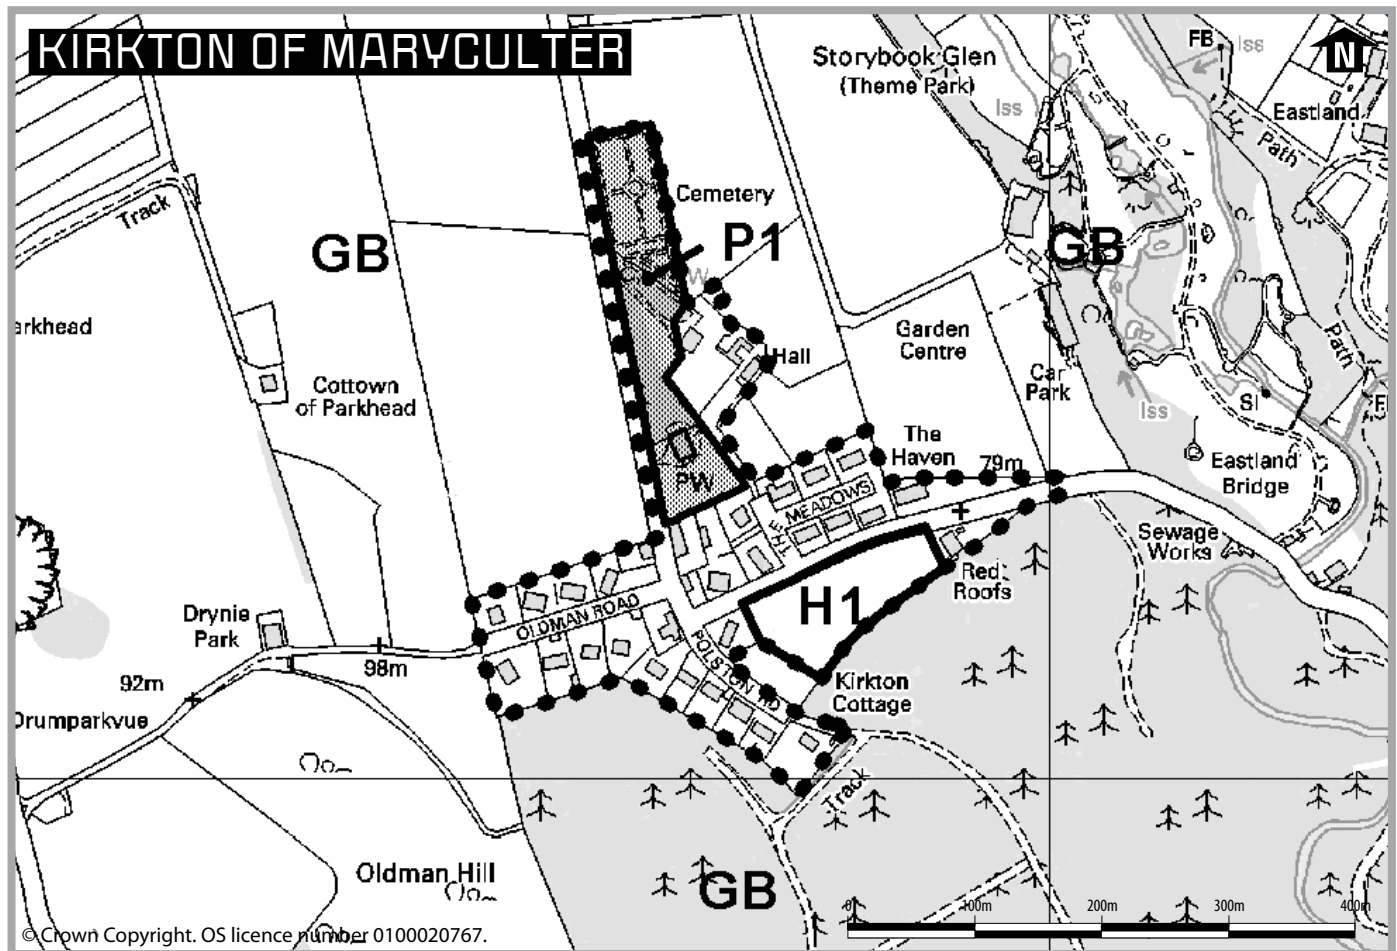 KIRKTON OF MARYCULTER
Storybook Glen
(Theme Park)
FB
Iss
N
Iss
Eastland
Path
Track
Cemetery
GB
P1
GB
W
arkhead
Cottown
of Parkhead
Hall
Garden
Centre
Car
Park
Path
Iss
SI
F
The
Haven
79m
Eastland
Bridge
PW
THE MEADOWS
Sewage
Works
Red
Roofs
H1
OLDMAN ROAD
POLSTON RD
Drynie
Park
98m
92m
Drumparkvue
Kirkton
Cottage
Track
Oldman Hill
GB
0 100m 200m 300m 400m
© Crown Copyright. OS licence number 0100020767.